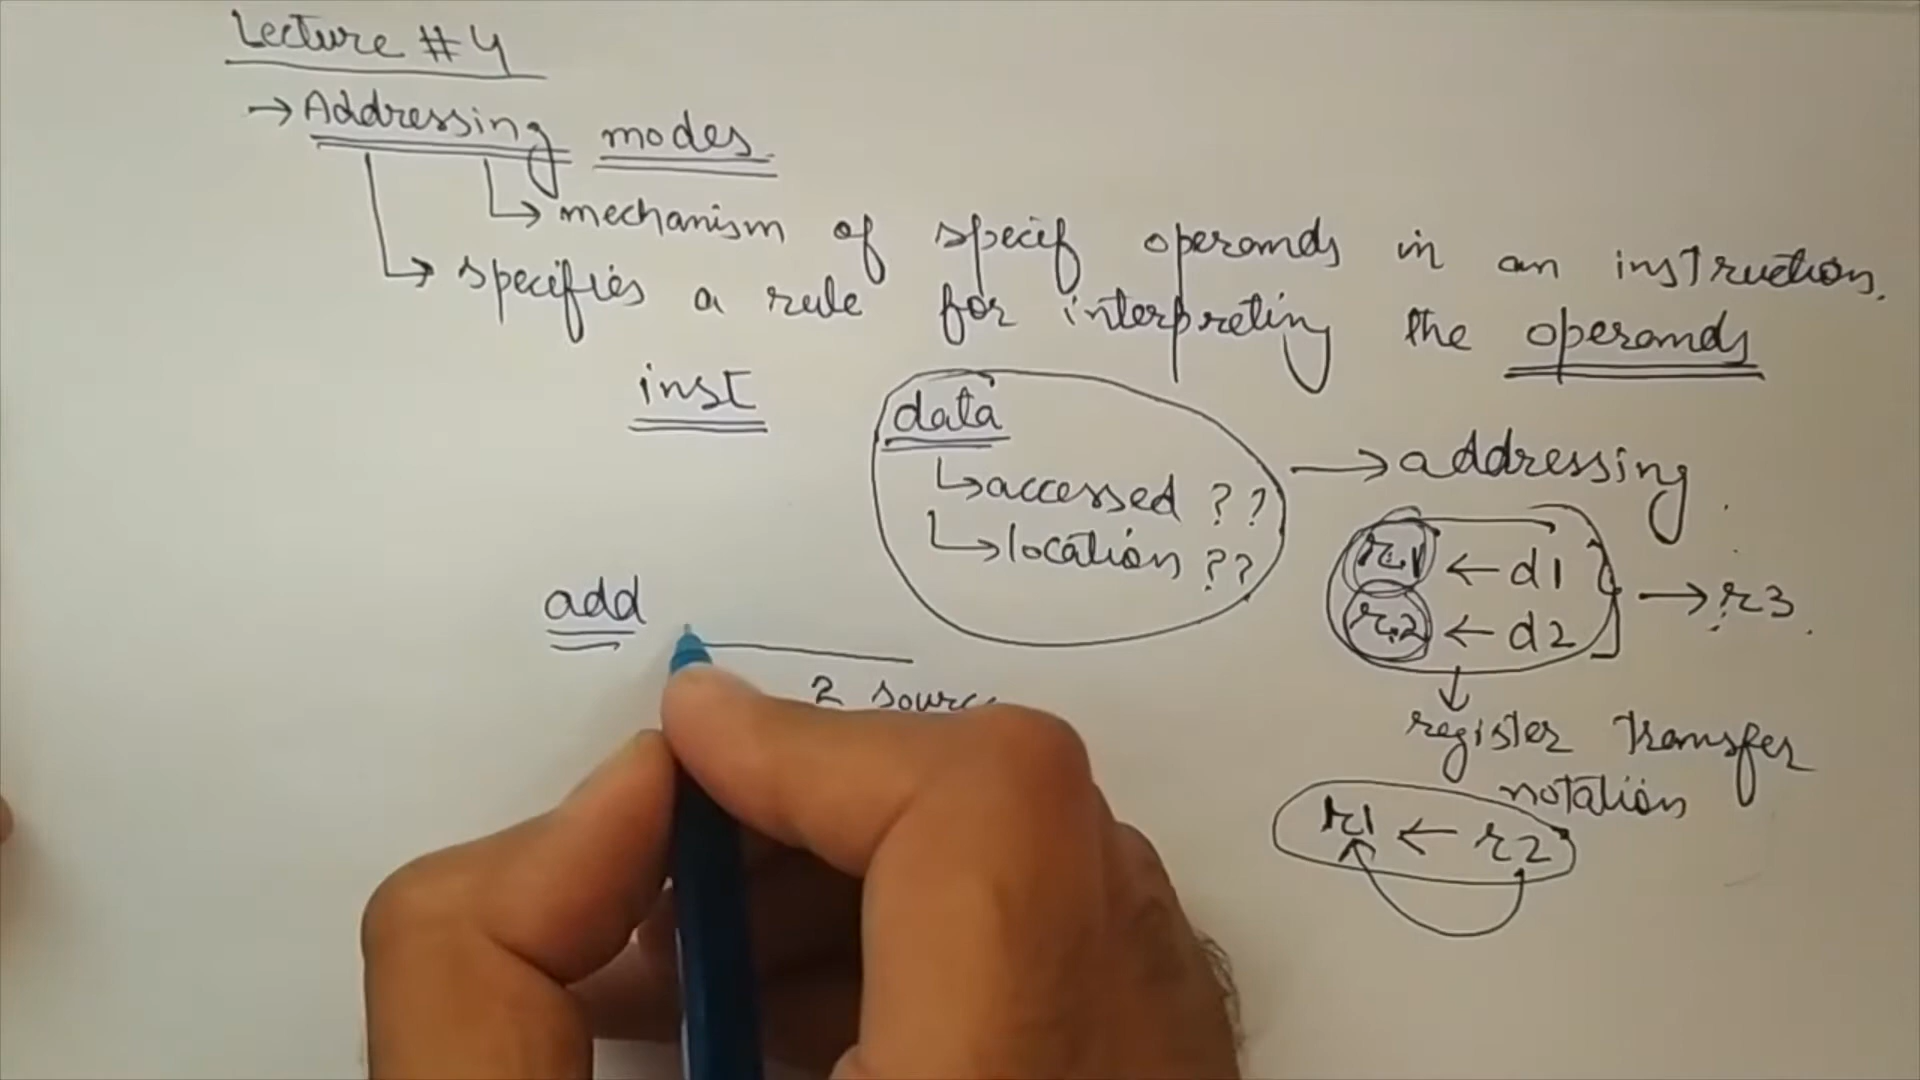 Lecture #4
→ Addressing modes.
↳ mechanism of specif operands in an instruction.
↳ specifies a rule for interpreting the operands
inst
data
↳ accessed ??
↳ location ??
→ addressing
r1 ← d1
r2 ← d2
→ r3
add
2
register transfer
notation
r1 ← r2